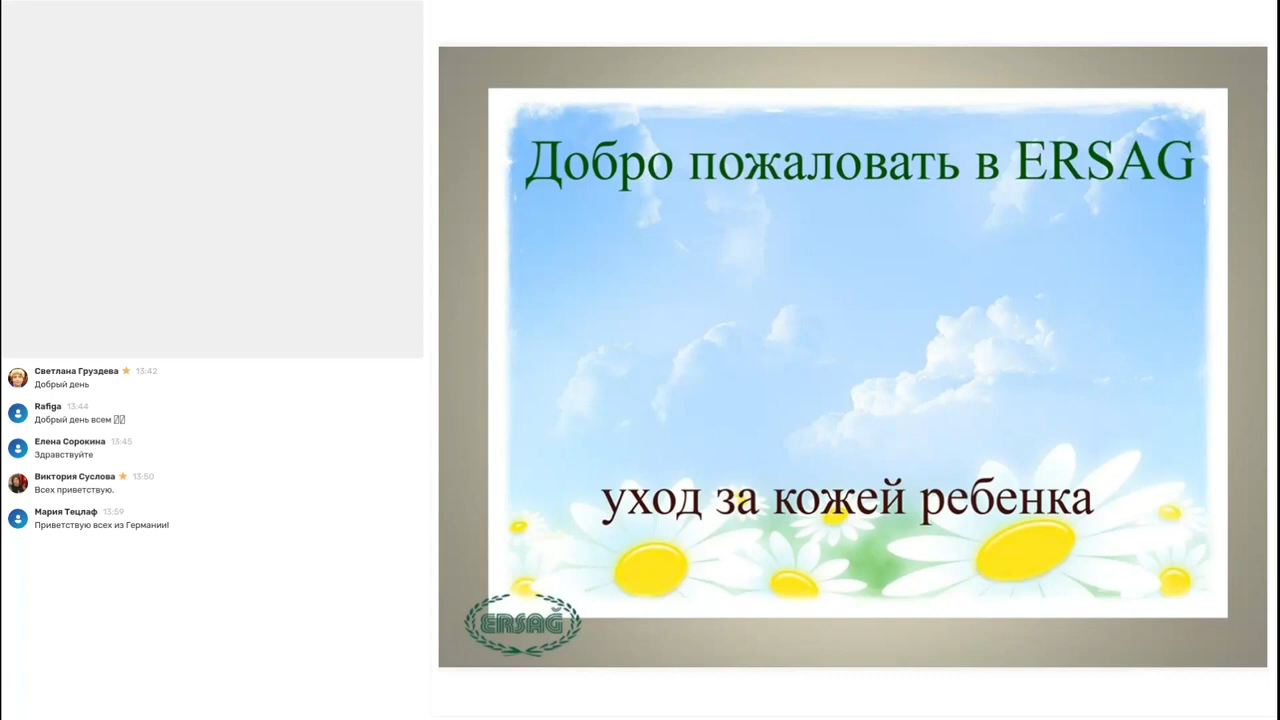 Светлана Груздева 13:42
Добрый день
Rafiga 13:44
Добрый день всем
Елена Сорокина 13:45
Здравствуйте
Виктория Суслова 13:50
Всех приветствую.
Мария Тецлаф 13:59
Приветствую всех из Германии!
Добро пожаловать в ERSAG
уход за кожей ребенка
ERSAĞ